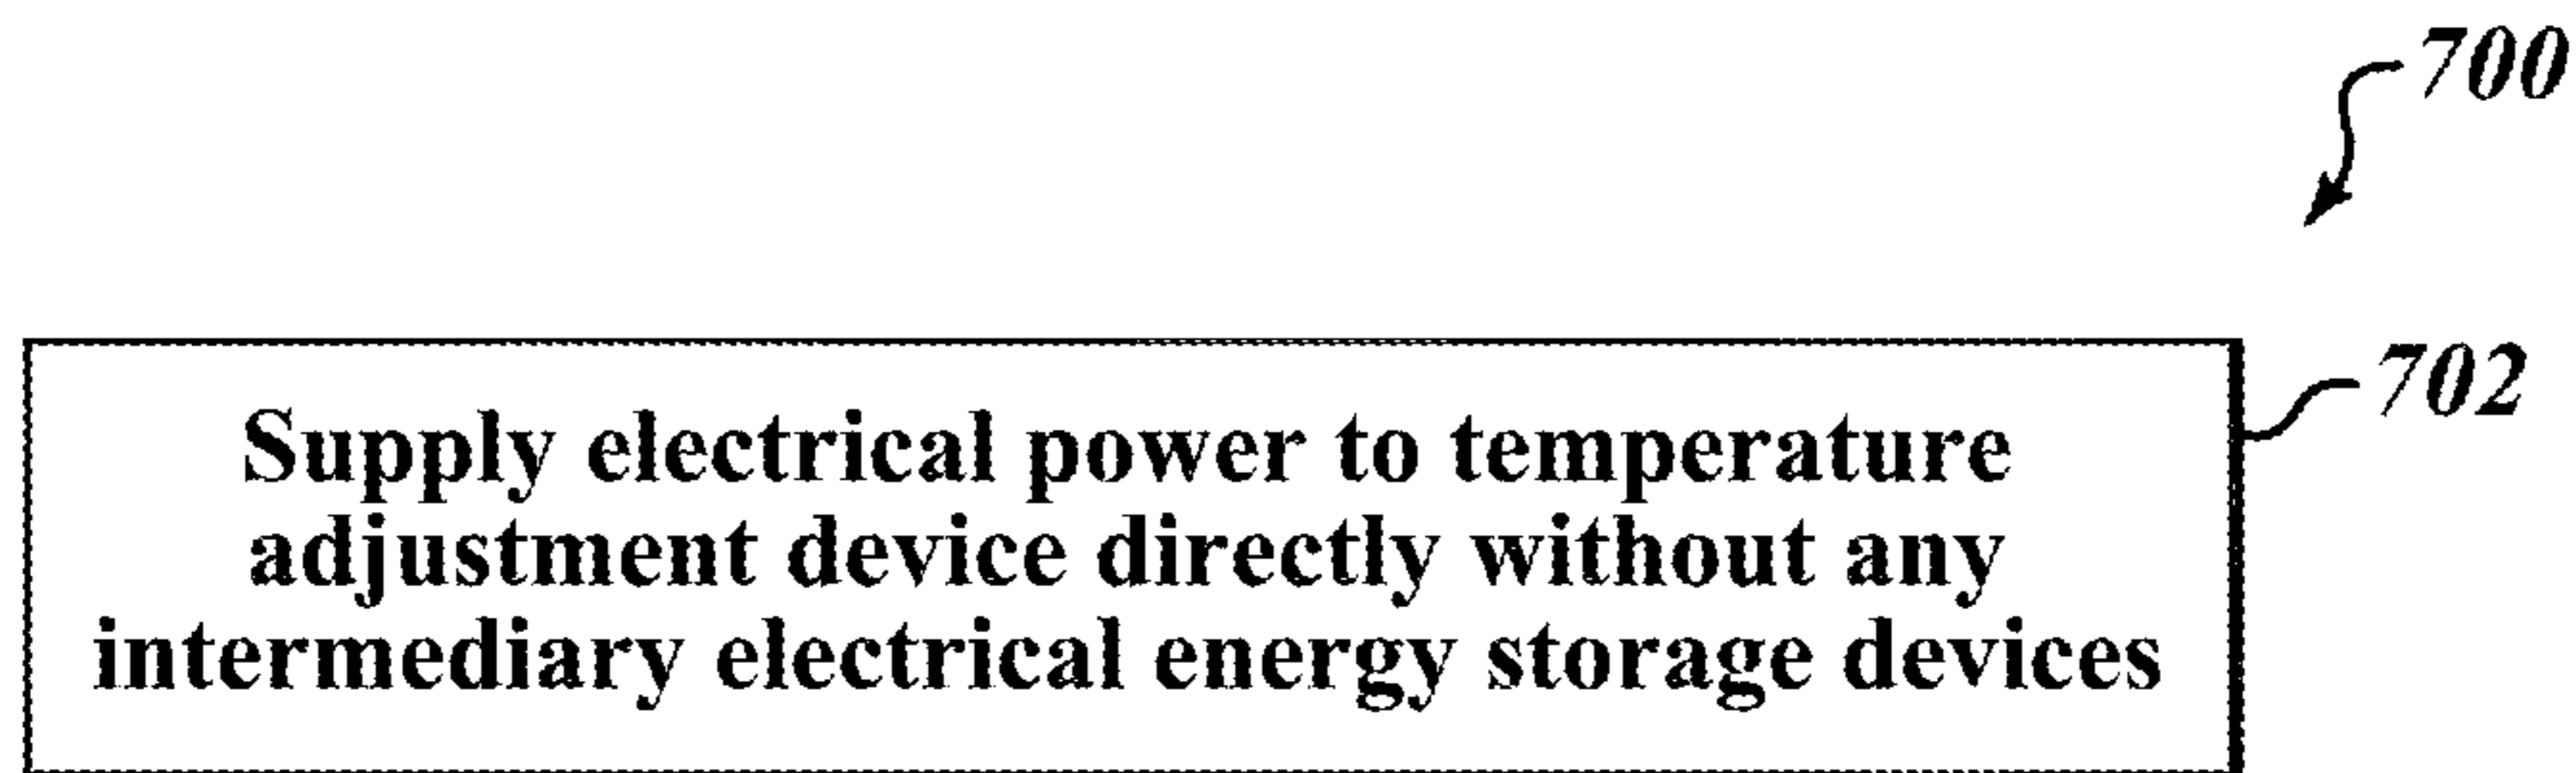 700
702
Supply electrical power to temperature
adjustment device directly without any
intermediary electrical energy storage devices